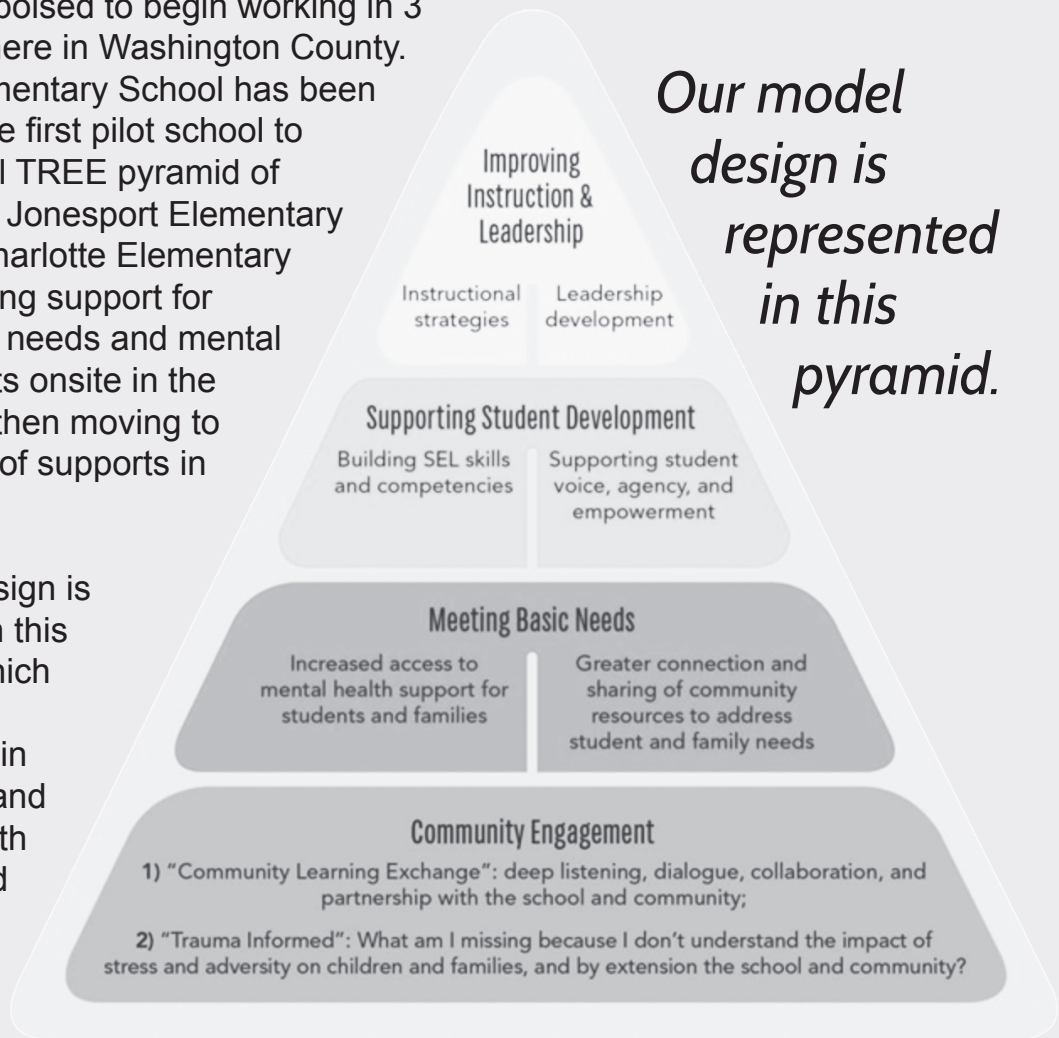 poised to begin working in 3
here in Washington County.
mentary School has been
e first pilot school to
l TREE pyramid of
Jonesport Elementary
harlotte Elementary
ng support for
needs and mental
ts onsite in the
then moving to
of supports in
sign is
n this
hich
in
and
th
d
Our model
design is
represented
in this
pyramid.
Improving
Instruction &
Leadership
Instructional
strategies
Leadership
development
Supporting Student Development
Building SEL skills
and competencies
Supporting student
voice, agency, and
empowerment
Meeting Basic Needs
Increased access to
mental health support for
students and families
Greater connection and
sharing of community
resources to address
student and family needs
Community Engagement
1) “Community Learning Exchange”: deep listening, dialogue, collaboration, and
partnership with the school and community;
2) “Trauma Informed”: What am I missing because I don’t understand the impact of
stress and adversity on children and families, and by extension the school and community?